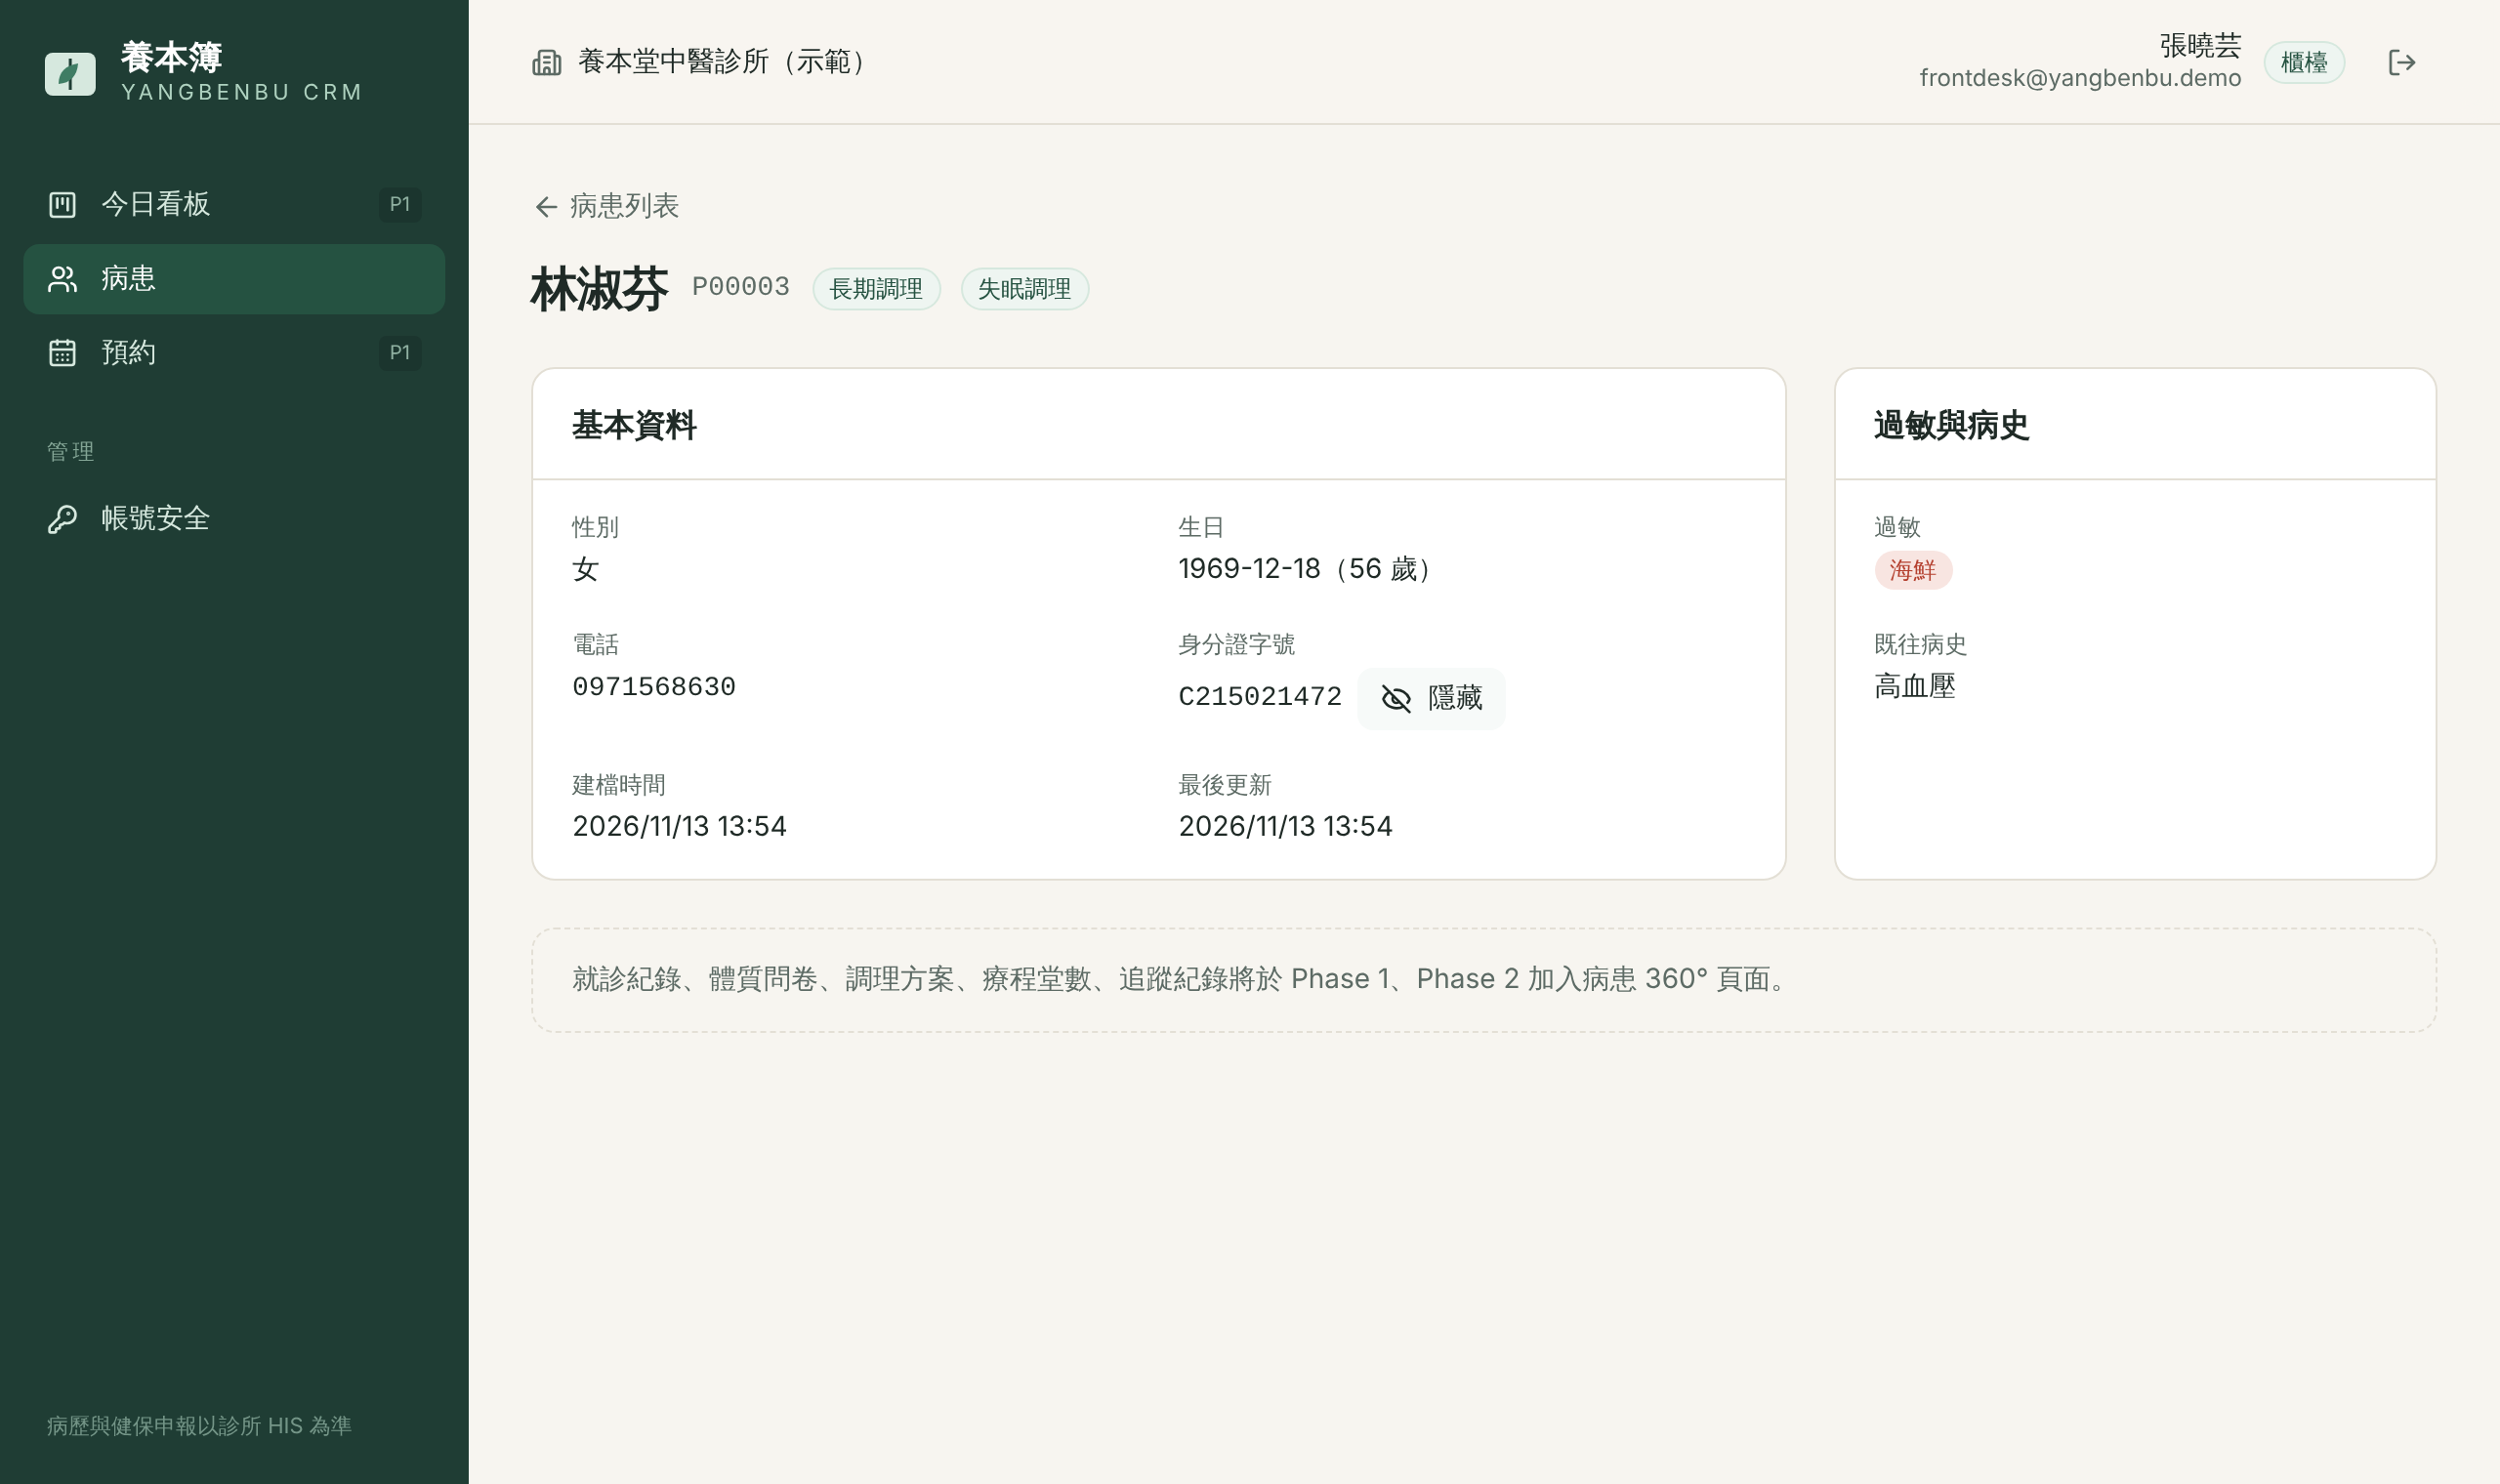 養本簿
YANGBENBU CRM
今日看板 P1
病患
預約 P1
管理
帳號安全
病歷與健保申報以診所 HIS 為準
養本堂中醫診所（示範）
張曉芸
frontdesk@yangbenbu.demo
櫃檯
病患列表
林淑芬 P00003 長期調理 失眠調理
基本資料
性別
女
生日
1969-12-18（56 歲）
電話
0971568630
身分證字號
C215021472 隱藏
建檔時間
2026/11/13 13:54
最後更新
2026/11/13 13:54
過敏與病史
過敏
海鮮
既往病史
高血壓
就診紀錄、體質問卷、調理方案、療程堂數、追蹤紀錄將於 Phase 1、Phase 2 加入病患 360° 頁面。